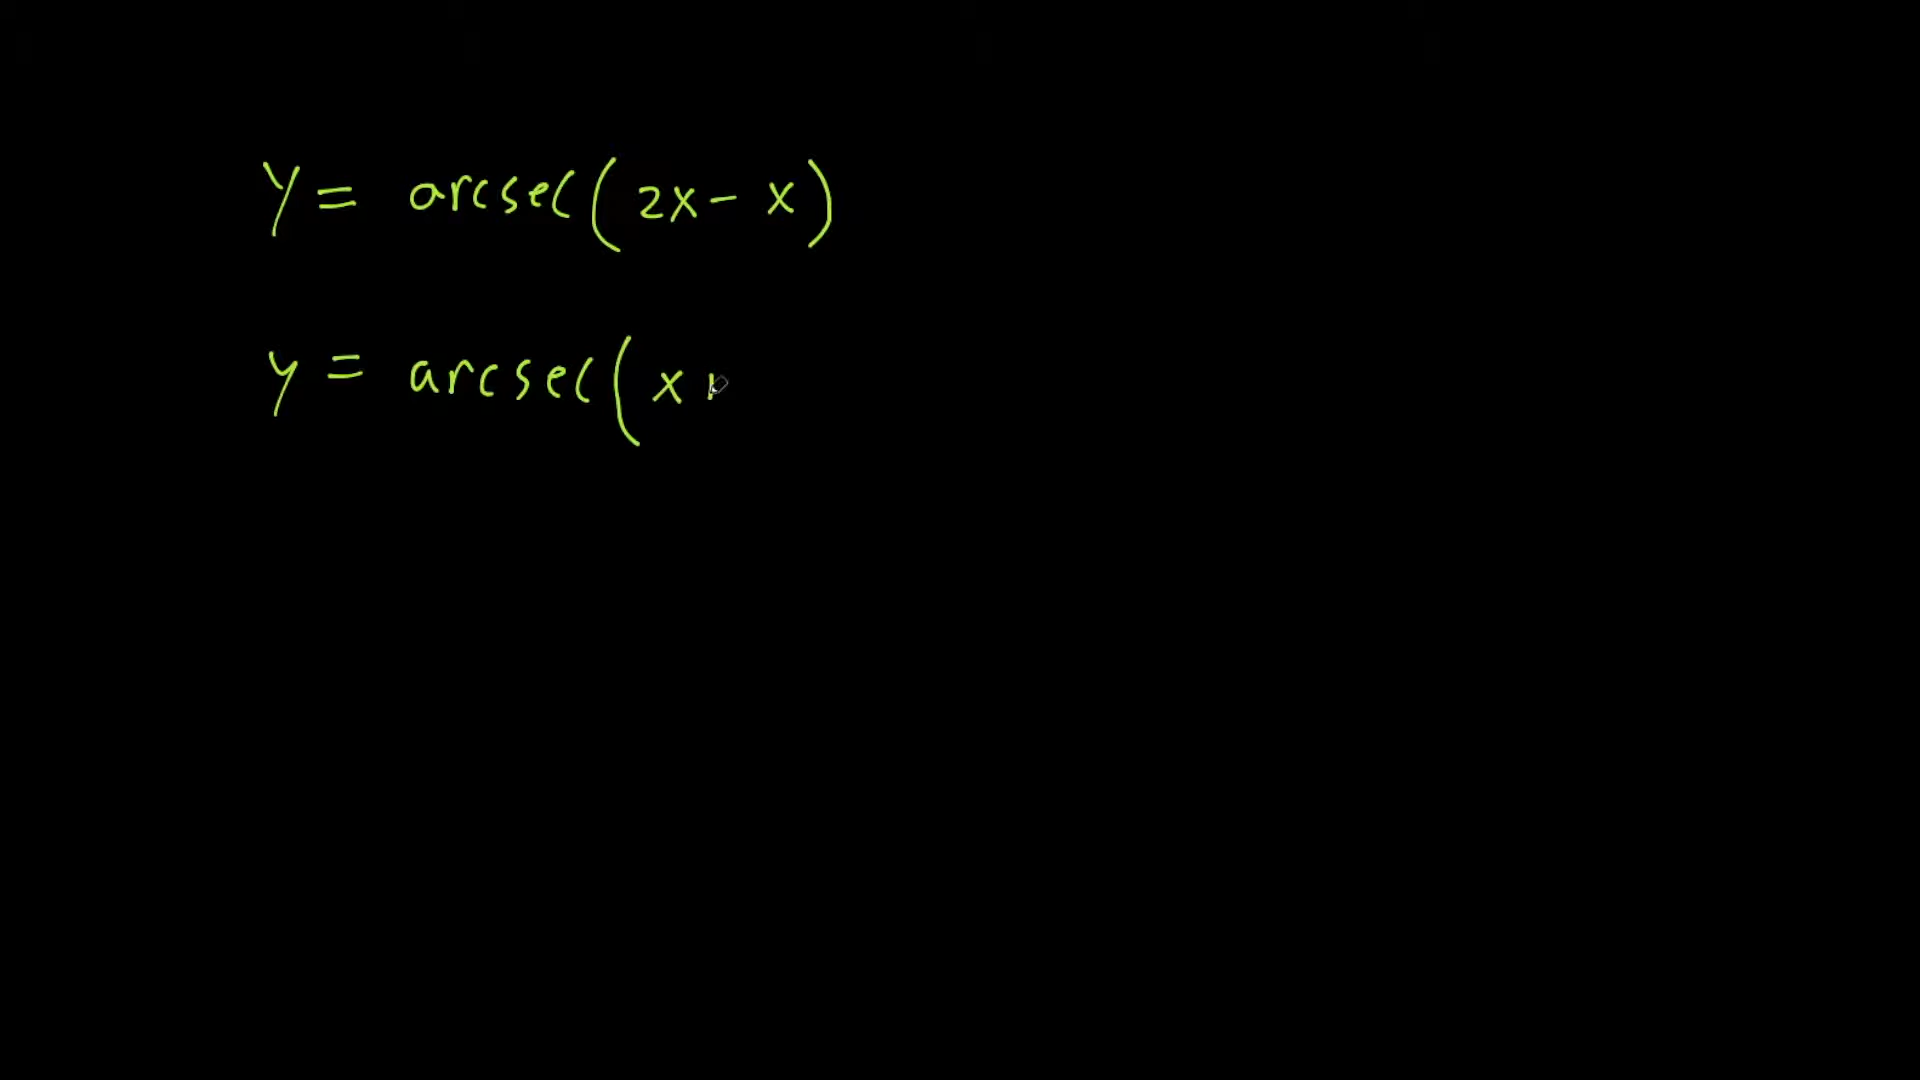 y = arcsec(2x - x)
y = arcsec(x